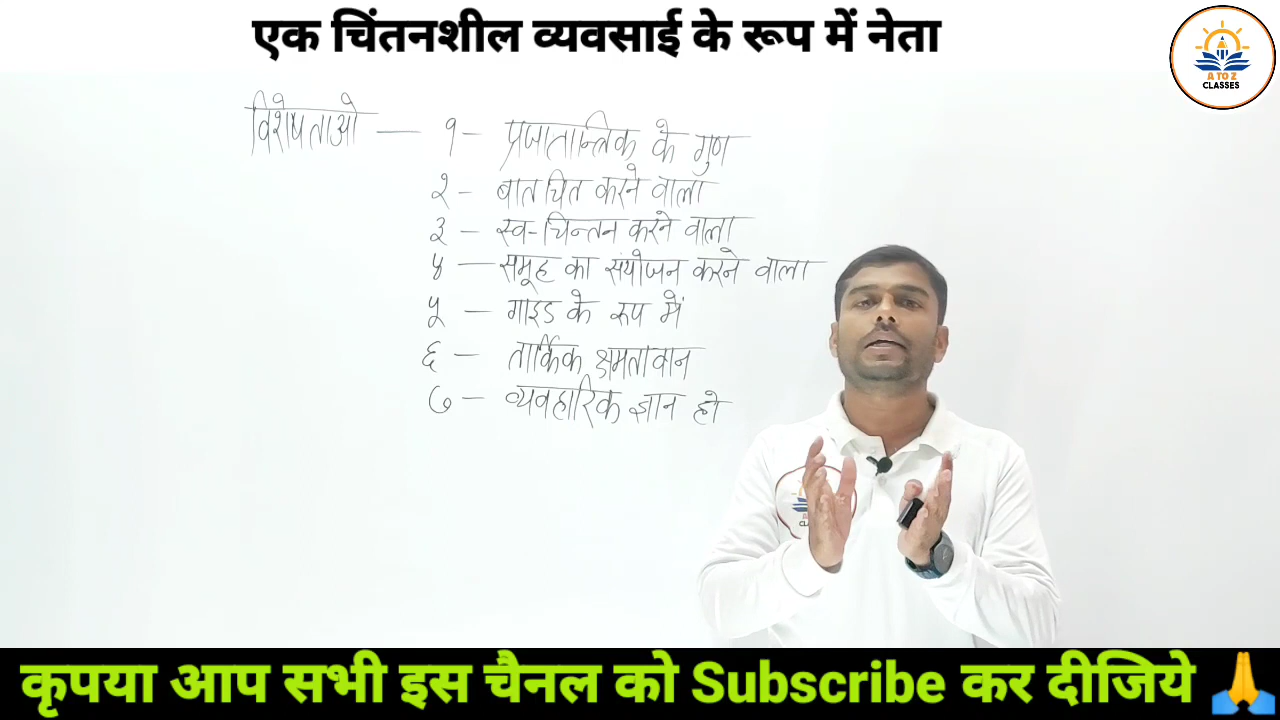 एक चिंतनशील व्यवसाई के रूप में नेता
A TO Z
CLASSES
विशेषताओ — १- प्रजातान्त्रिक के गुण
२- बातचित करने वाला
३- स्व-चिन्तन करने वाला
४- समूह का संयोजन करने वाला
५- गाइड के रूप में
६- तार्किक क्षमतावान
७- व्यवहारिक ज्ञान हो
कृपया आप सभी इस चैनल को Subscribe कर दीजिये 🙏